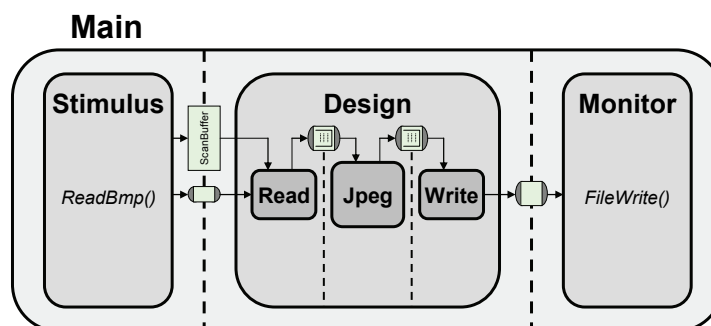 Main
Stimulus
Design
Monitor
ScanBuffer
ReadBmp()
Read
Jpeg
Write
FileWrite()